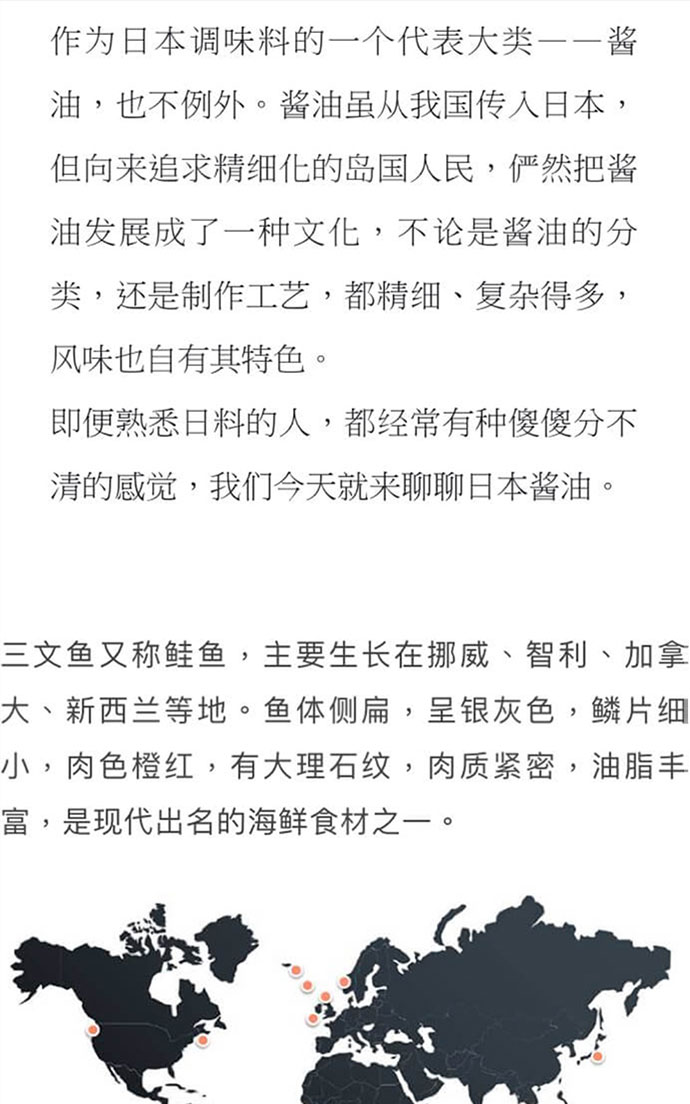 作为日本调味料的一个代表大类——酱
油，也不例外。酱油虽从我国传入日本，
但向来追求精细化的岛国人民，俨然把酱
油发展成了一种文化，不论是酱油的分
类，还是制作工艺，都精细、复杂得多，
风味也自有其特色。
即便熟悉日料的人，都经常有种傻傻分不
清的感觉，我们今天就来聊聊日本酱油。
三文鱼又称鲑鱼，主要生长在挪威、智利、加拿
大、新西兰等地。鱼体侧扁，呈银灰色，鳞片细
小，肉色橙红，有大理石纹，肉质紧密，油脂丰
富，是现代出名的海鲜食材之一。